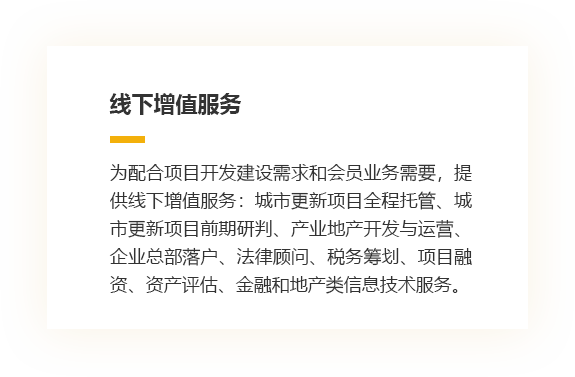 线下增值服务
为配合项目开发建设需求和会员业务需要，提
供线下增值服务：城市更新项目全程托管、城
市更新项目前期研判、产业地产开发与运营、
企业总部落户、法律顾问、税务筹划、项目融
资、资产评估、金融和地产类信息技术服务。